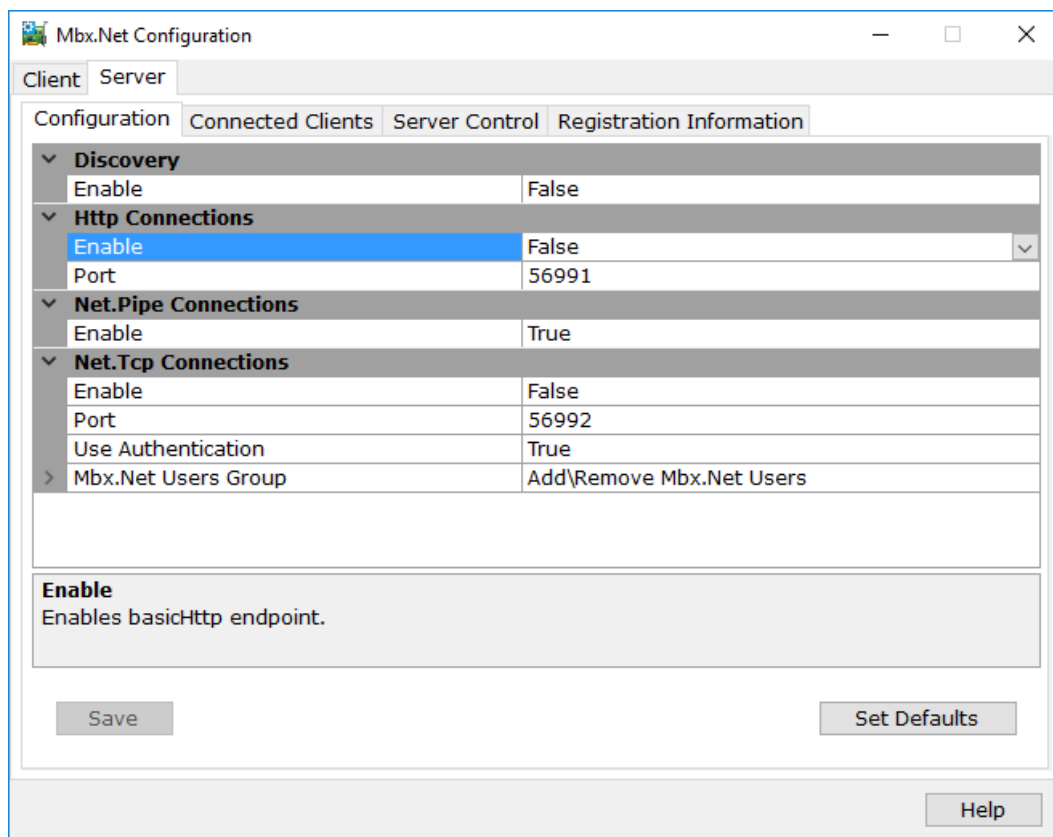 Mbx.Net Configuration
Client Server
Configuration Connected Clients Server Control Registration Information
Discovery
Enable False
Http Connections
Enable False
Port 56991
Net.Pipe Connections
Enable True
Net.Tcp Connections
Enable False
Port 56992
Use Authentication True
Mbx.Net Users Group Add\Remove Mbx.Net Users
Enable
Enables basicHttp endpoint.
Save Set Defaults
Help